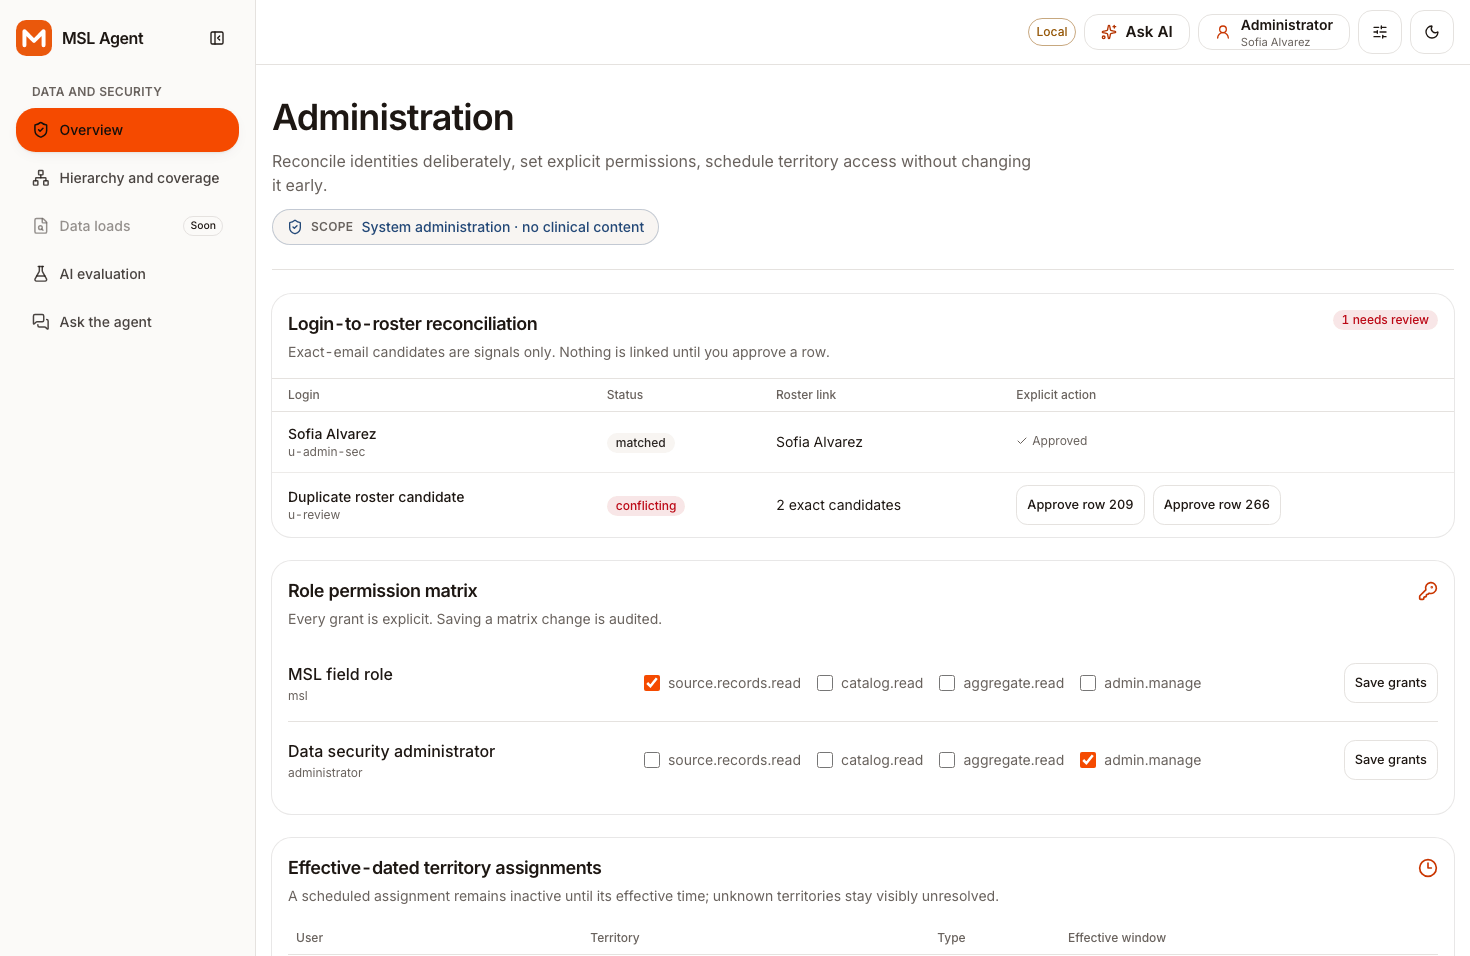 MSL Agent
Local
Ask AI
Administrator
Sofia Alvarez
DATA AND SECURITY
Overview
Hierarchy and coverage
Data loads
Soon
AI evaluation
Ask the agent
Administration
Reconcile identities deliberately, set explicit permissions, schedule territory access without changing
it early.
SCOPE System administration · no clinical content
Login-to-roster reconciliation
1 needs review
Exact-email candidates are signals only. Nothing is linked until you approve a row.
Login Status Roster link Explicit action
Sofia Alvarez
u-admin-sec
matched
Sofia Alvarez
Approved
Duplicate roster candidate
u-review
conflicting
2 exact candidates
Approve row 209
Approve row 266
Role permission matrix
Every grant is explicit. Saving a matrix change is audited.
MSL field role
msl
source.records.read catalog.read aggregate.read admin.manage
Save grants
Data security administrator
administrator
source.records.read catalog.read aggregate.read admin.manage
Save grants
Effective-dated territory assignments
A scheduled assignment remains inactive until its effective time; unknown territories stay visibly unresolved.
User Territory Type Effective window